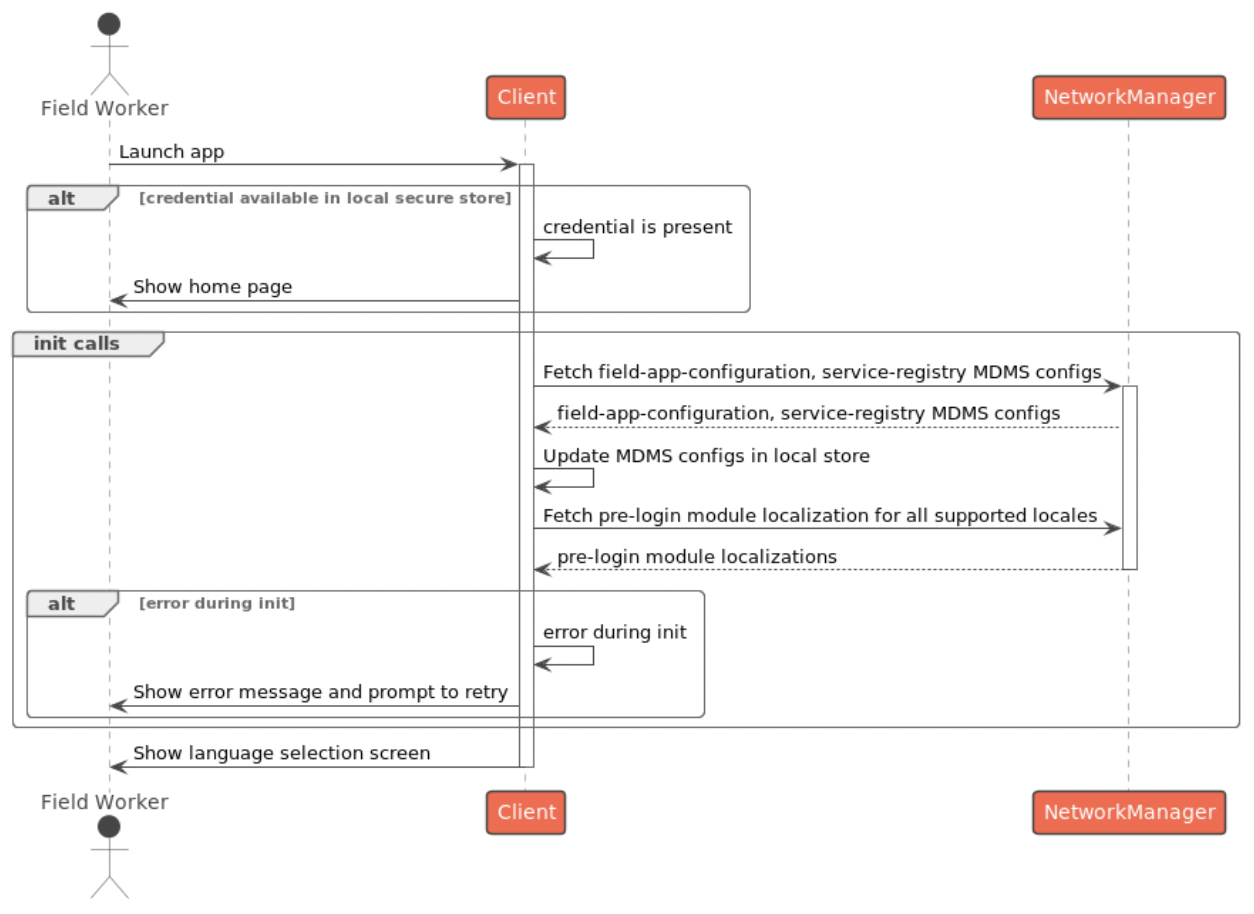 Field Worker
Client
NetworkManager
Launch app
alt
[credential available in local secure store]
credential is present
Show home page
init calls
Fetch field-app-configuration, service-registry MDMS configs
field-app-configuration, service-registry MDMS configs
Update MDMS configs in local store
Fetch pre-login module localization for all supported locales
pre-login module localizations
alt
[error during init]
error during init
Show error message and prompt to retry
Show language selection screen
Field Worker
Client
NetworkManager